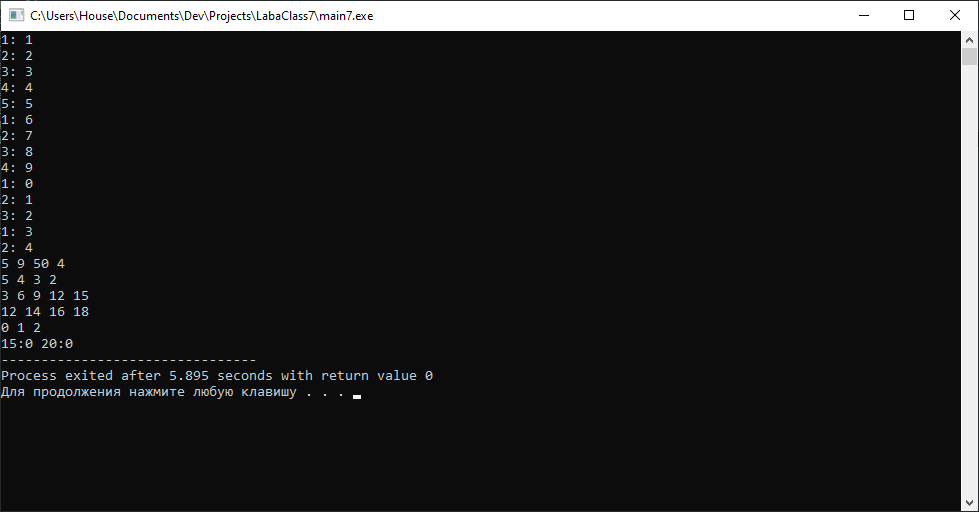 C:\Users\House\Documents\Dev\Projects\LabaClass7\main7.exe
1: 1
2: 2
3: 3
4: 4
5: 5
1: 6
2: 7
3: 8
4: 9
1: 0
2: 1
3: 2
1: 3
2: 4
5 9 50 4
5 4 3 2
3 6 9 12 15
12 14 16 18
0 1 2
15:0 20:0
--------------------------------
Process exited after 5.895 seconds with return value 0
Для продолжения нажмите любую клавишу . . .